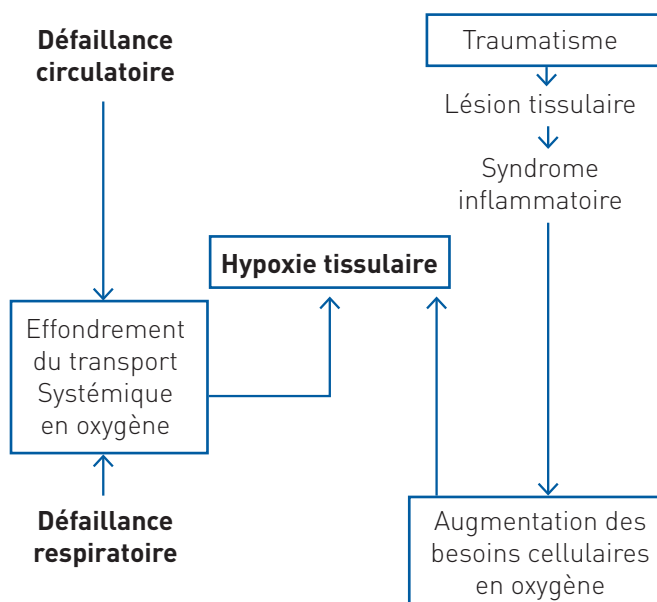 Défaillance
circulatoire
Traumatisme
Lésion tissulaire
Syndrome
inflammatoire
Hypoxie tissulaire
Effondrement
du transport
Systémique
en oxygène
Défaillance
respiratoire
Augmentation des
besoins cellulaires
en oxygène